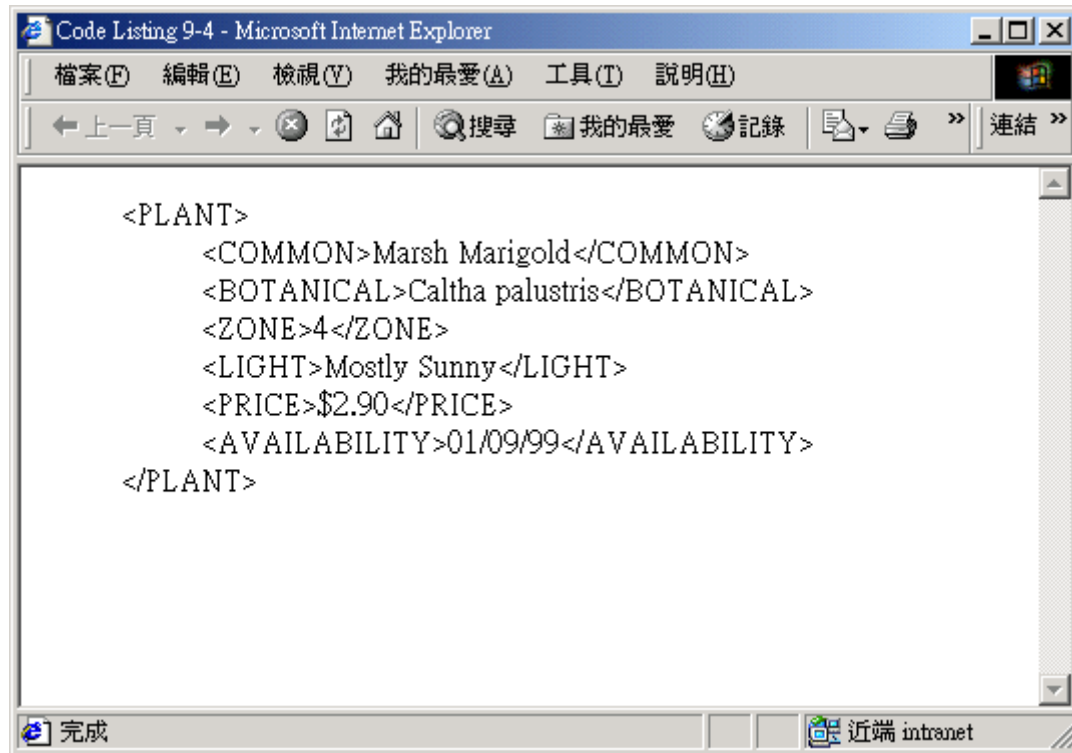 Code Listing 9-4 - Microsoft Internet Explorer
檔案(F) 編輯(E) 檢視(V) 我的最愛(A) 工具(T) 說明(H)
上一頁 搜尋 我的最愛 記錄 » 連結 »
<PLANT>
<COMMON>Marsh Marigold</COMMON>
<BOTANICAL>Caltha palustris</BOTANICAL>
<ZONE>4</ZONE>
<LIGHT>Mostly Sunny</LIGHT>
<PRICE>$2.90</PRICE>
<AVAILABILITY>01/09/99</AVAILABILITY>
</PLANT>
完成 近端 intranet